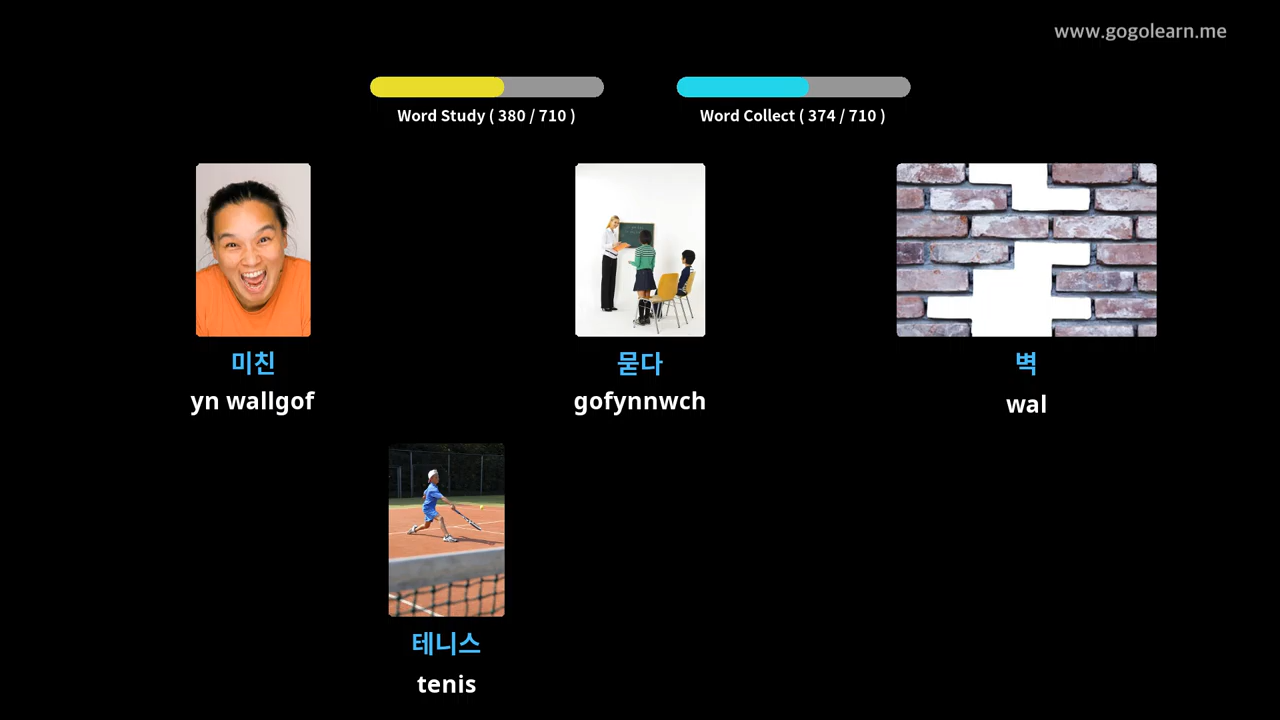 www.gogolearn.me
Word Study ( 380 / 710 )
Word Collect ( 374 / 710 )
미친
yn wallgof
묻다
gofynnwch
벽
wal
테니스
tenis